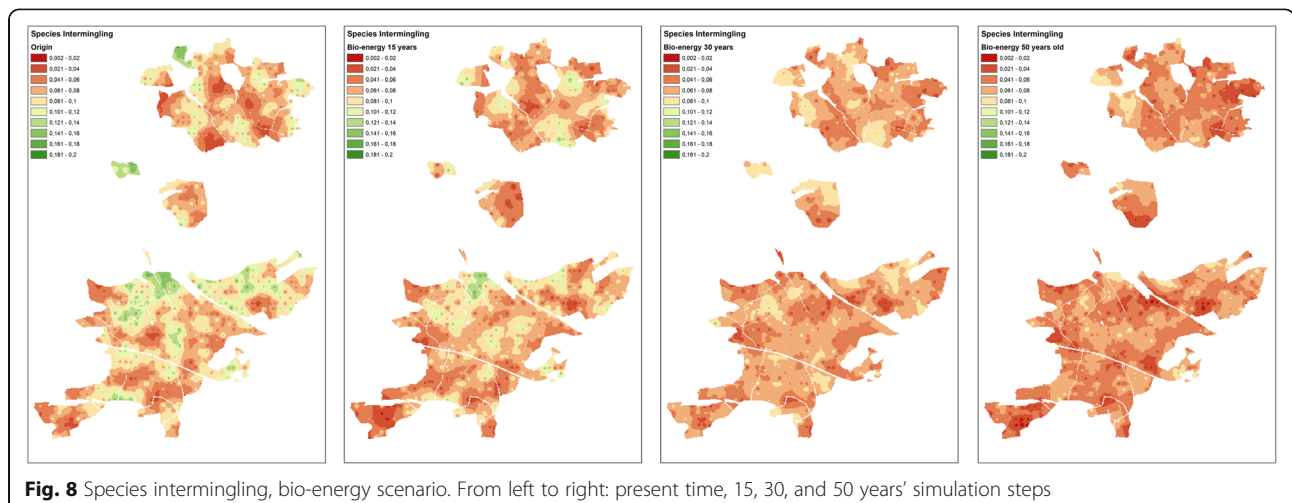 Species Intermingling
Origin
0,002 - 0,02
0,021 - 0,04
0,041 - 0,06
0,061 - 0,08
0,081 - 0,1
0,101 - 0,12
0,121 - 0,14
0,141 - 0,16
0,161 - 0,18
0,181 - 0,2
Species Intermingling
Bio-energy 15 years
0,002 - 0,02
0,021 - 0,04
0,041 - 0,06
0,061 - 0,08
0,081 - 0,1
0,101 - 0,12
0,121 - 0,14
0,141 - 0,16
0,161 - 0,18
0,181 - 0,2
Species Intermingling
Bio-energy 30 years
0,002 - 0,02
0,021 - 0,04
0,041 - 0,06
0,061 - 0,08
0,081 - 0,1
0,101 - 0,12
0,121 - 0,14
0,141 - 0,16
0,161 - 0,18
0,181 - 0,2
Species Intermingling
Bio-energy 50 years old
0,002 - 0,02
0,021 - 0,04
0,041 - 0,06
0,061 - 0,08
0,081 - 0,1
0,101 - 0,12
0,121 - 0,14
0,141 - 0,16
0,161 - 0,18
0,181 - 0,2
Fig. 8 Species intermingling, bio-energy scenario. From left to right: present time, 15, 30, and 50 years' simulation steps